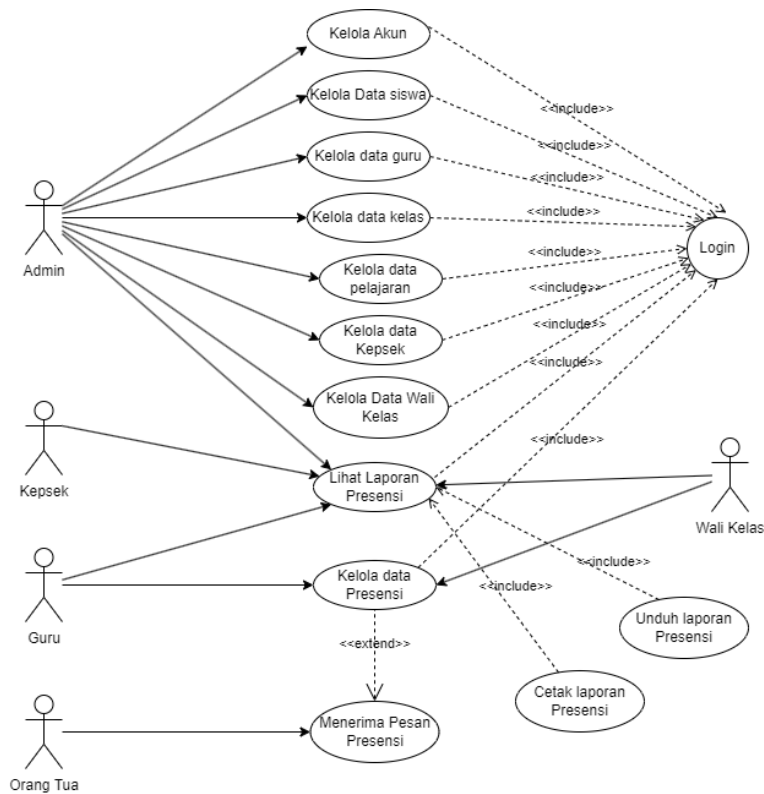 Kelola Akun
Kelola Data siswa
<<include>>
<<include>>
Kelola data guru
<<include>>
Kelola data kelas
<<include>>
Admin
Login
Kelola data
pelajaran
<<include>>
<<include>>
Kelola data
Kepsek
<<include>>
<<include>>
Kelola Data Wali
Kelas
<<include>>
Kepsek
Lihat Laporan
Presensi
Wali Kelas
<<include>>
Kelola data
Presensi
<<include>>
Guru
<<extend>>
Unduh laporan
Presensi
Cetak laporan
Presensi
Menerima Pesan
Presensi
Orang Tua